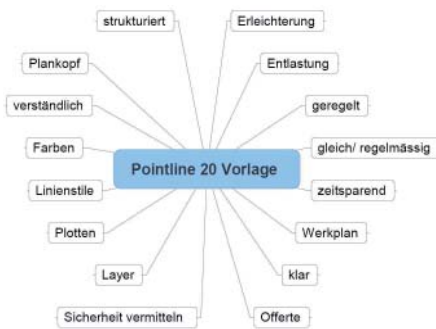 strukturiert
Erleichterung
Plankopf
Entlastung
verständlich
geregelt
Farben
gleich/ regelmässig
Pointline 20 Vorlage
Linienstile
zeitsparend
Plotten
Werkplan
Layer
klar
Sicherheit vermitteln
Offerte